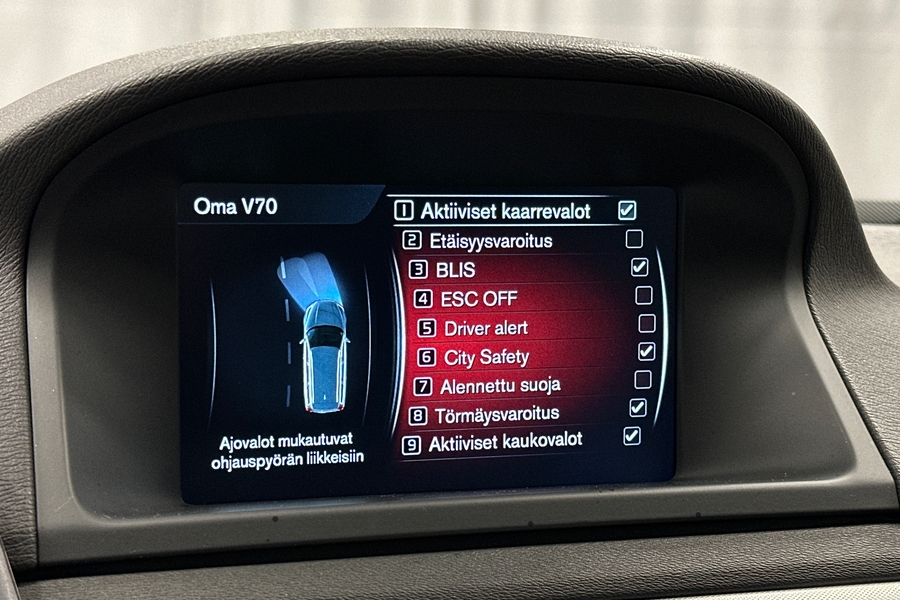 Oma V70
1 Aktiiviset kaarrevalot
2 Etäisyysvaroitus
3 BLIS
4 ESC OFF
5 Driver alert
6 City Safety
7 Alennettu suoja
8 Törmäysvaroitus
9 Aktiiviset kaukovalot
Ajovalot mukautuvat
ohjauspyörän liikkeisiin